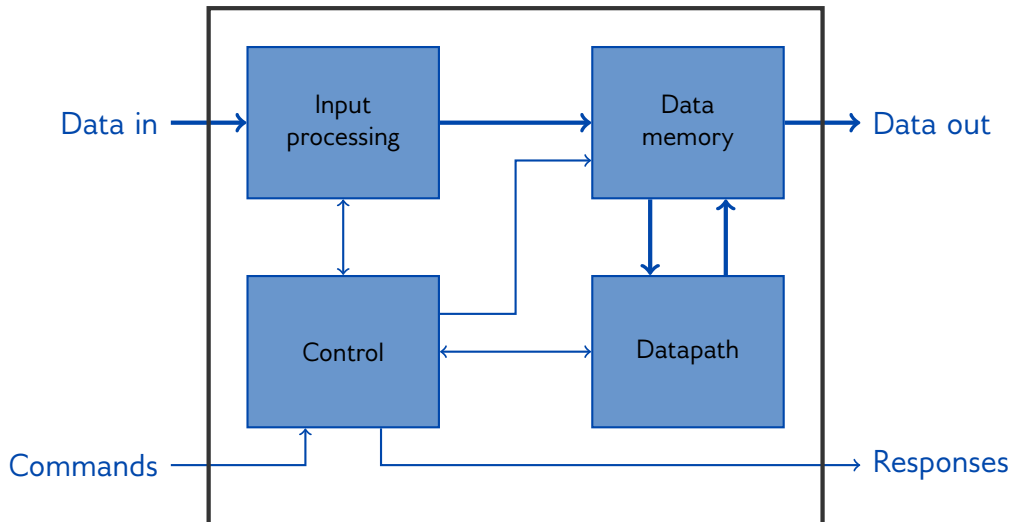 Data in
Input
processing
Data
memory
Data out
Control
Datapath
Commands
Responses